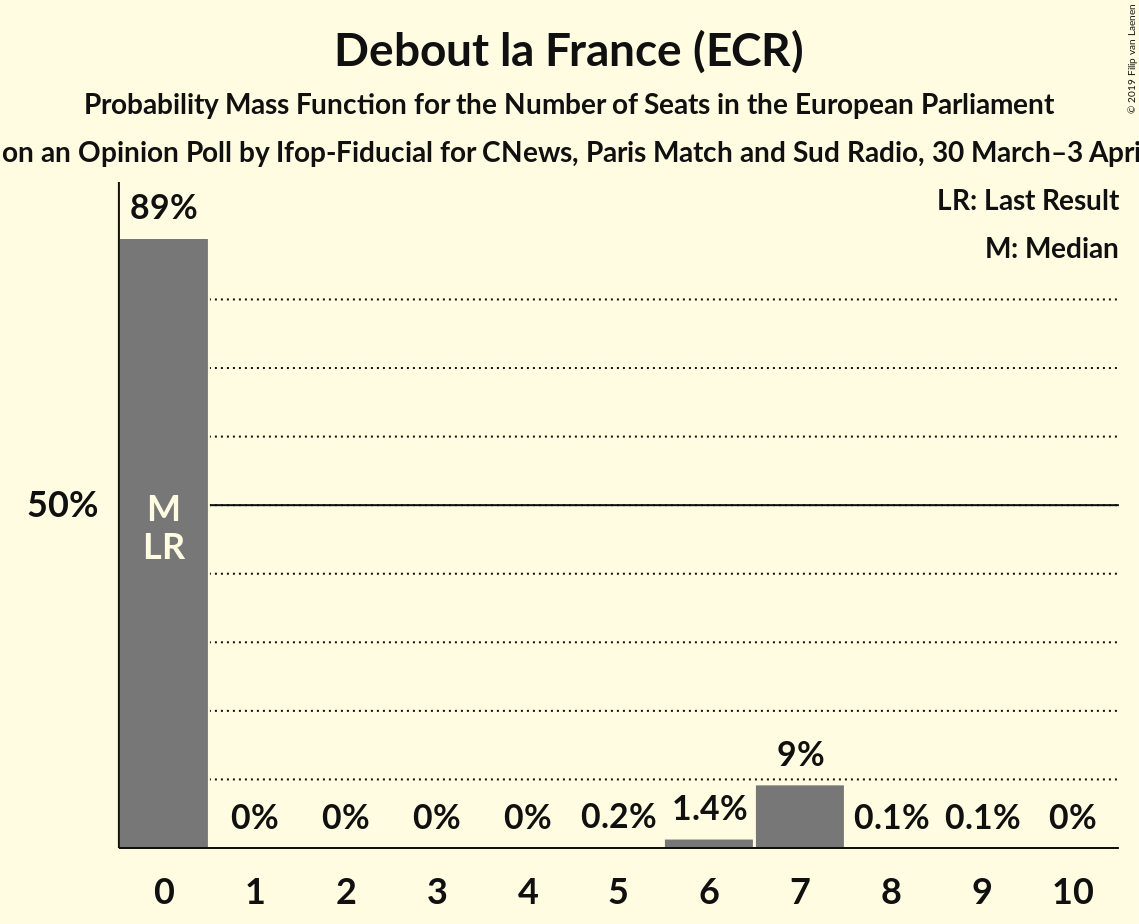 Debout la France (ECR)
Probability Mass Function for the Number of Seats in the European Parliament
on an Opinion Poll by Ifop-Fiducial for CNews, Paris Match and Sud Radio, 30 March–3 Apri
© 2019 Filip van Laenen
LR: Last Result
M: Median
89%
50%
M
LR
0%
0%
0%
0%
0.2%
1.4%
9%
0.1%
0.1%
0%
0
1
2
3
4
5
6
7
8
9
10